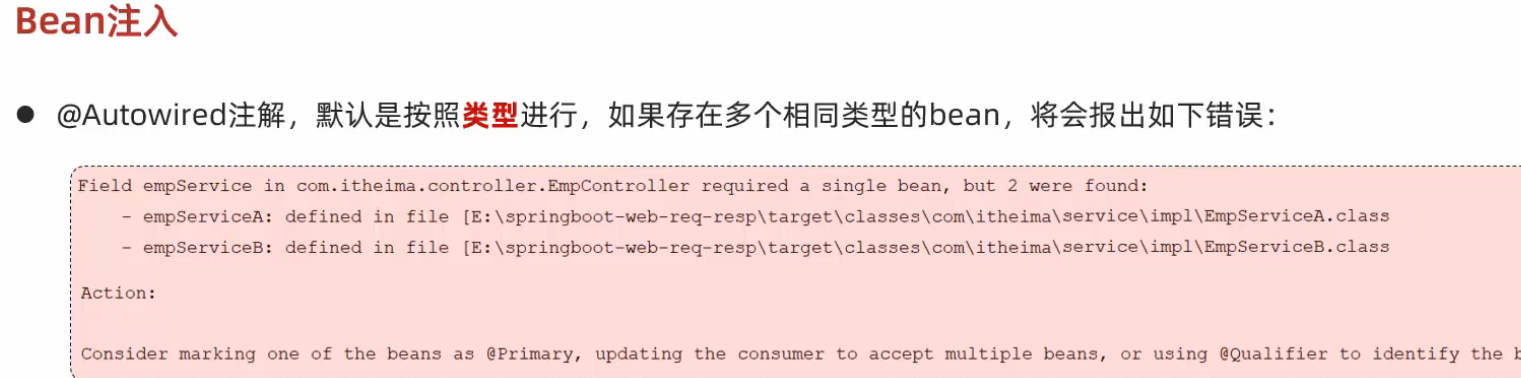 Bean注入
● @Autowired注解，默认是按照类型进行，如果存在多个相同类型的bean，将会报出如下错误：
Field empService in com.itheima.controller.EmpController required a single bean, but 2 were found:
- empServiceA: defined in file [E:\springboot-web-req-resp\target\classes\com\itheima\service\impl\EmpServiceA.class
- empServiceB: defined in file [E:\springboot-web-req-resp\target\classes\com\itheima\service\impl\EmpServiceB.class
Action:
Consider marking one of the beans as @Primary, updating the consumer to accept multiple beans, or using @Qualifier to identify the